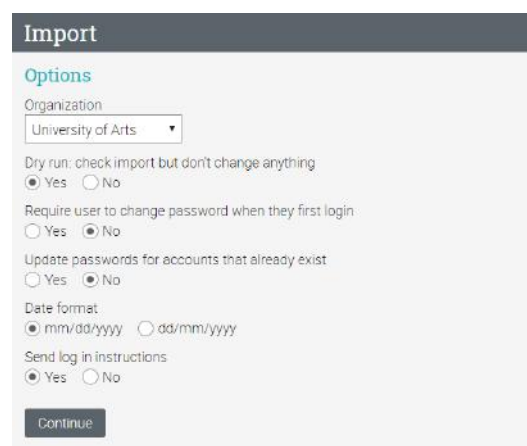 Import
Options
Organization
University of Arts
Dry run: check import but don't change anything
Yes No
Require user to change password when they first login
Yes No
Update passwords for accounts that already exist
Yes No
Date format
mm/dd/yyyy dd/mm/yyyy
Send log in instructions
Yes No
Continue